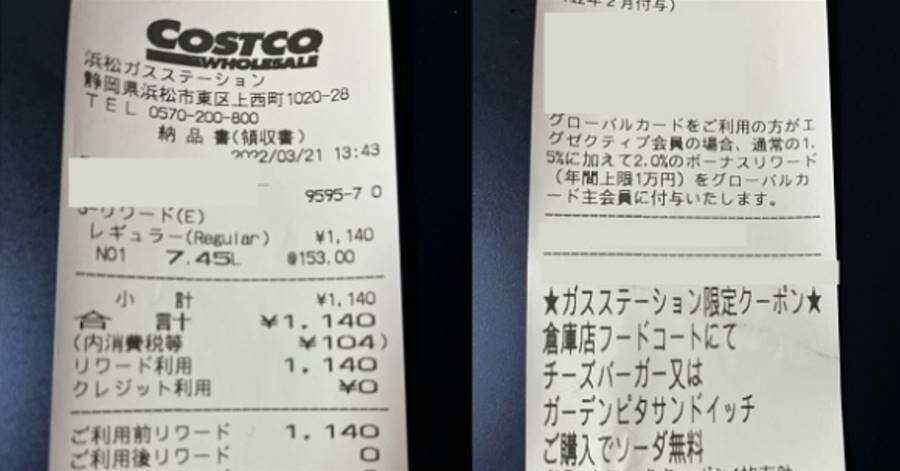 COSTCO
WHOLESALE
浜松ガスステーション
静岡県浜松市東区上西町1020-28
TEL 0570-200-800
納品書(領収書)
2022/03/21 13:43
9595-7 0
リワード(E)
レギュラー(Regular) ¥1,140
N01 7.45L @153.00
小 計 ¥1,140
合 計 ¥1,140
(内消費税等 ¥104)
リワード利用 1,140
クレジット利用 ¥0
ご利用前リワード 1,140
ご利用後リワード 0
年2月付与)
グローバルカードをご利用の方がエ
グゼクティブ会員の場合、通常の1.
5%に加えて2.0%のボーナスリワード
(年間上限1万円)をグローバルカ
ード主会員に付与いたします。
★ガスステーション限定クーポン★
倉庫店フードコートにて
チーズバーガー又は
ガーデンピタサンドイッチ
ご購入でソーダ無料